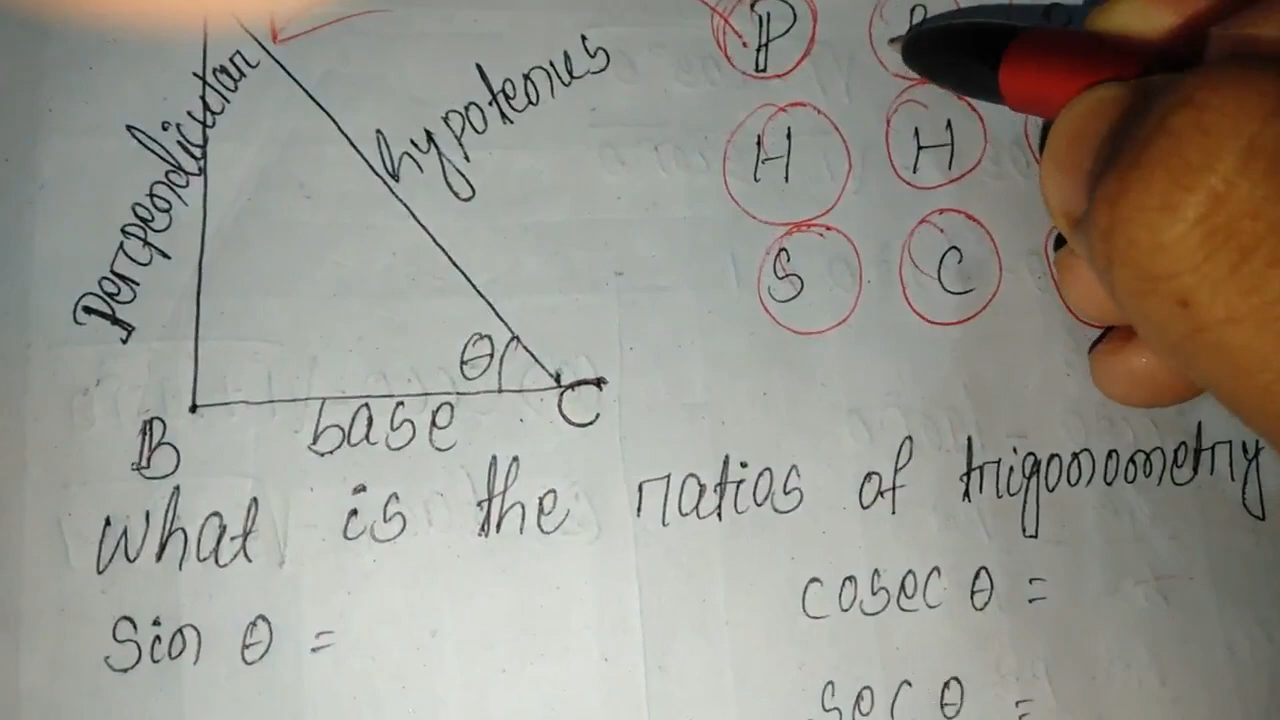 Perpendicular
hypotenus
P
H H
S C
θ
B base C
What is the ratios of trigonometry
Sin θ = cosec θ =
sec θ =